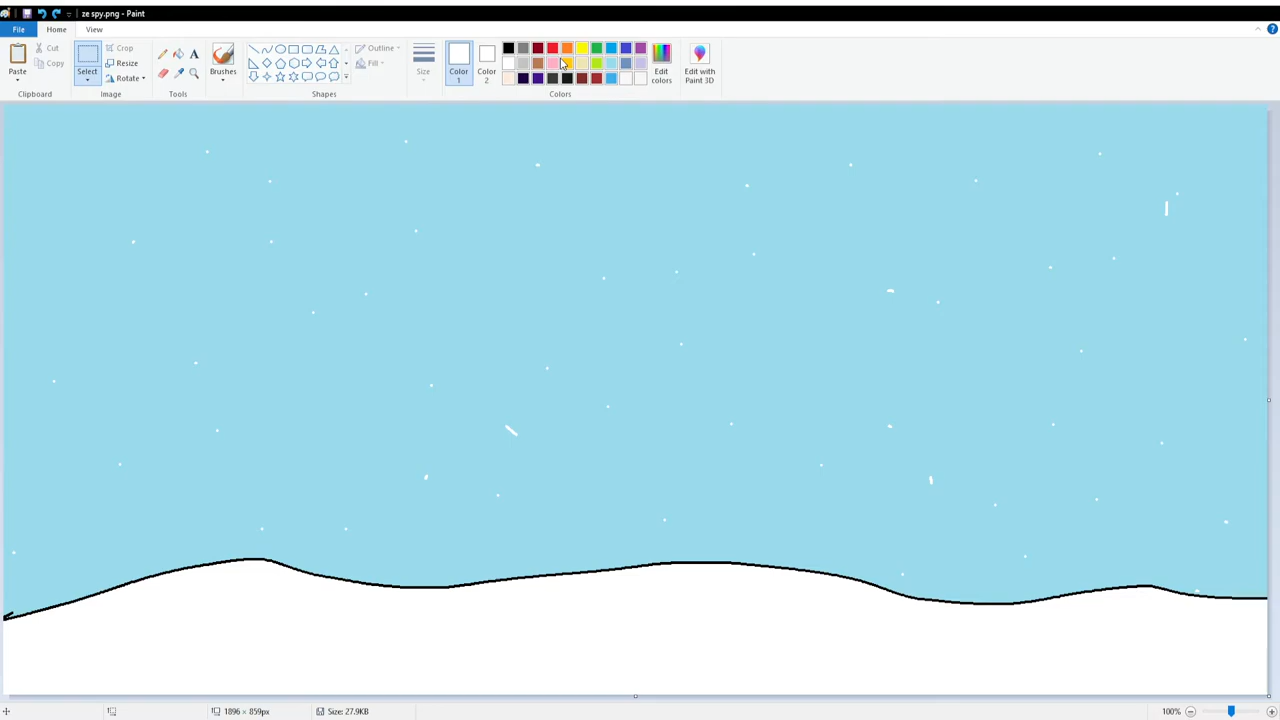 ze spy.png - Paint
File Home View
Paste
Cut
Copy
Clipboard
Select
Crop
Resize
Rotate
Image
A
Tools
Brushes
Outline
Fill
Shapes
Size
Color
1
Color
2
Edit
colors
Colors
Edit with
Paint 3D
1896 × 859px
Size: 27.9KB
100%